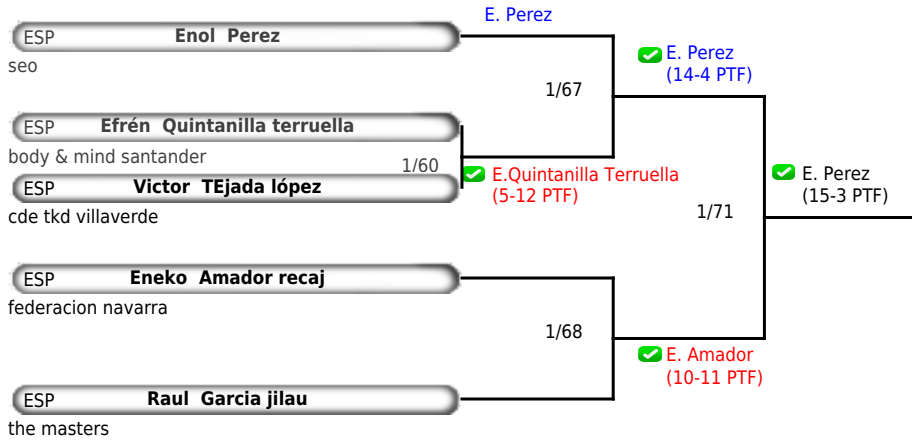 E. Perez
ESP Enol Perez
seo
E. Perez
(14-4 PTF)
1/67
ESP Efrén Quintanilla terruella
body & mind santander
1/60
E.Quintanilla Terruella
(5-12 PTF)
ESP Victor TEjada lópez
cde tkd villaverde
E. Perez
(15-3 PTF)
1/71
ESP Eneko Amador recaj
federacion navarra
1/68
E. Amador
(10-11 PTF)
ESP Raul Garcia jilau
the masters